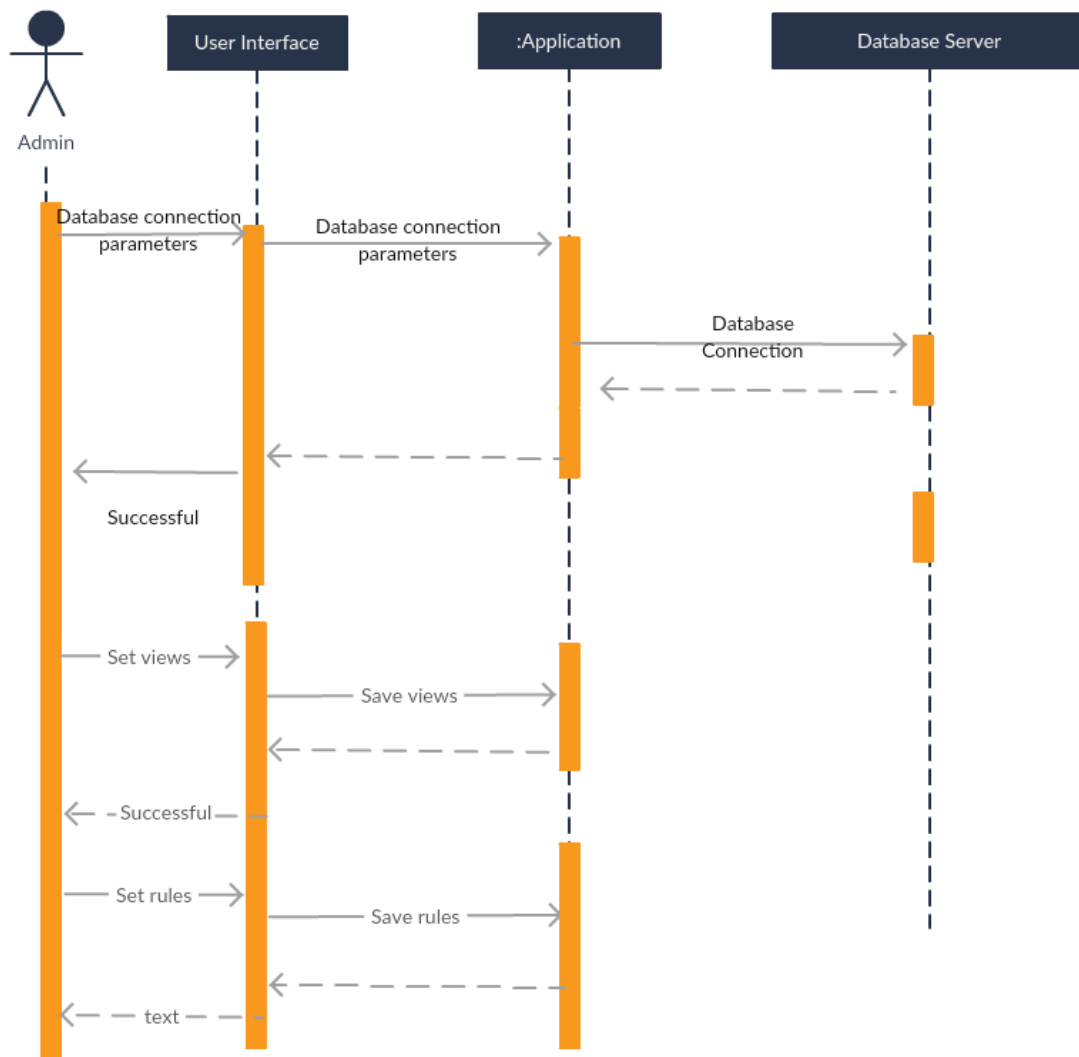 User Interface
:Application
Database Server
Admin
Database connection
parameters
Database connection
parameters
Database
Connection
Successful
Set views
Save views
Successful
Set rules
Save rules
text